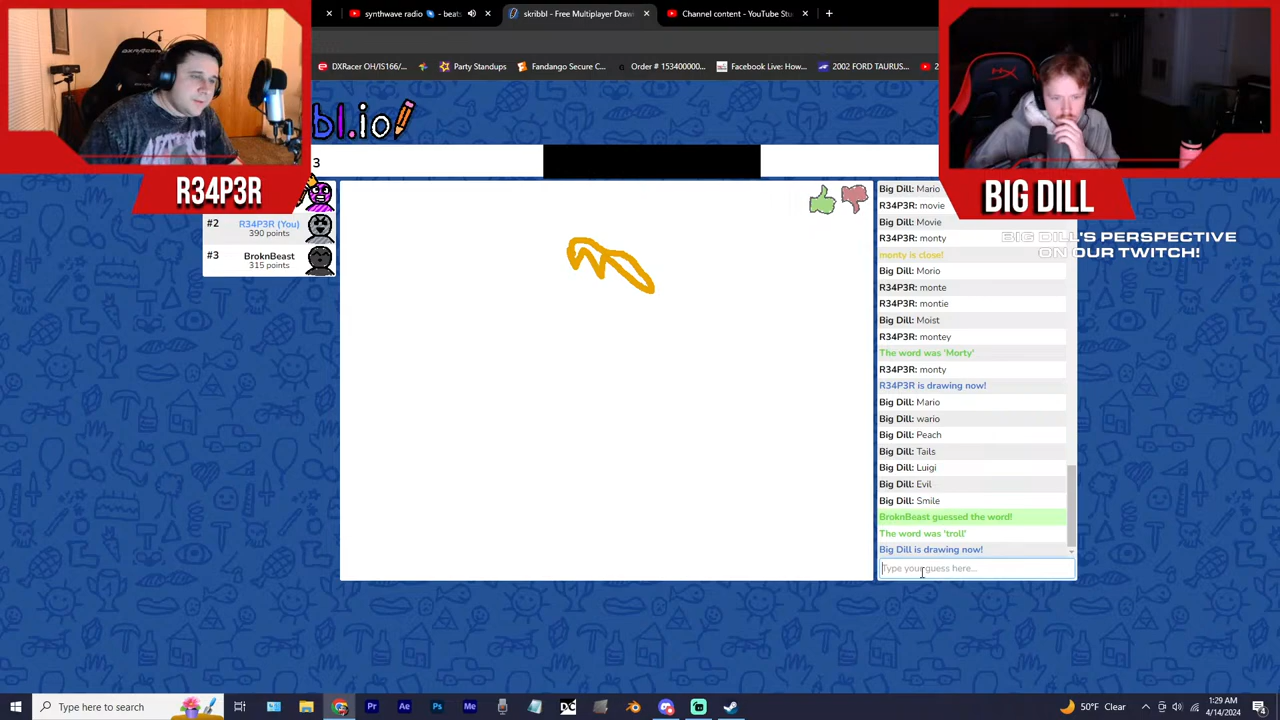 synthwave radio - beats
skribbl - Free Multiplayer Draw
Channel content - YouTube Stu
DXRacer OH/IS166/...
Party Standups
Fandango Secure C...
Order # 153400000...
Facebook Live: How...
2002 FORD TAURUS...
bl.io
3
R34P3R
BIG DILL
BIG DILL'S PERSPECTIVE
ON OUR TWITCH!
#2 R34P3R (You)
390 points
#3 BroknBeast
315 points
Big Dill: Mario
R34P3R: movie
Big Dill: Movie
R34P3R: monty
monty is close!
Big Dill: Morio
R34P3R: monte
R34P3R: montie
Big Dill: Moist
R34P3R: montey
The word was 'Morty'
R34P3R: monty
R34P3R is drawing now!
Big Dill: Mario
Big Dill: wario
Big Dill: Peach
Big Dill: Tails
Big Dill: Luigi
Big Dill: Evil
Big Dill: Smile
BroknBeast guessed the word!
The word was 'troll'
Big Dill is drawing now!
Type your guess here...
Type here to search
Pr
Ae
Ps
Me
50°F Clear
1:29 AM
4/14/2024